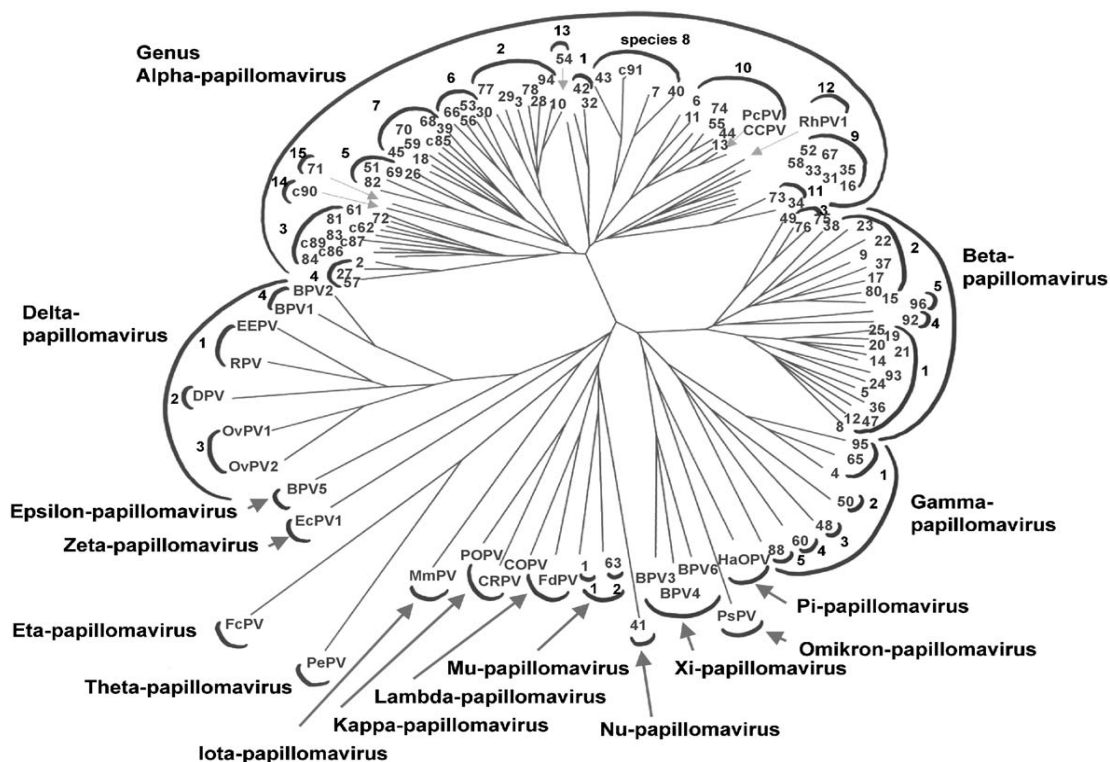 Genus
Alpha-papillomavirus
13
54
2
1
species 8
94
42
43
c91
10
6
77
78
29
3
28
10
32
7
40
6
74
12
7
53
66
30
56
11
55
44
PcPV
CCPV
RhPV1
68
39
70
59
c85
45
18
13
9
52
67
58
33
35
31
16
15
71
5
51
69
26
82
14
c90
11
73
34
3
61
81
72
c62
83
c89
c87
c86
84
3
49
75
76
38
23
2
22
9
37
17
80
15
Beta-
papillomavirus
4
2
27
57
5
96
92
4
Delta-
papillomavirus
4
BPV2
BPV1
1
EEPV
RPV
25
19
20
21
14
93
24
5
1
36
12
47
8
2
DPV
3
OvPV1
OvPV2
95
65
4
1
Epsilon-papillomavirus
BPV5
50
2
Gamma-
papillomavirus
Zeta-papillomavirus
EcPV1
48
3
60
4
88
5
MmPV
POPV
CRPV
COPV
FdPV
1
63
1
2
BPV3
BPV6
BPV4
HaOPV
Pi-papillomavirus
Eta-papillomavirus
FcPV
41
PsPV
Omikron-papillomavirus
Theta-papillomavirus
PePV
Mu-papillomavirus
Xi-papillomavirus
Lambda-papillomavirus
Kappa-papillomavirus
Nu-papillomavirus
Iota-papillomavirus